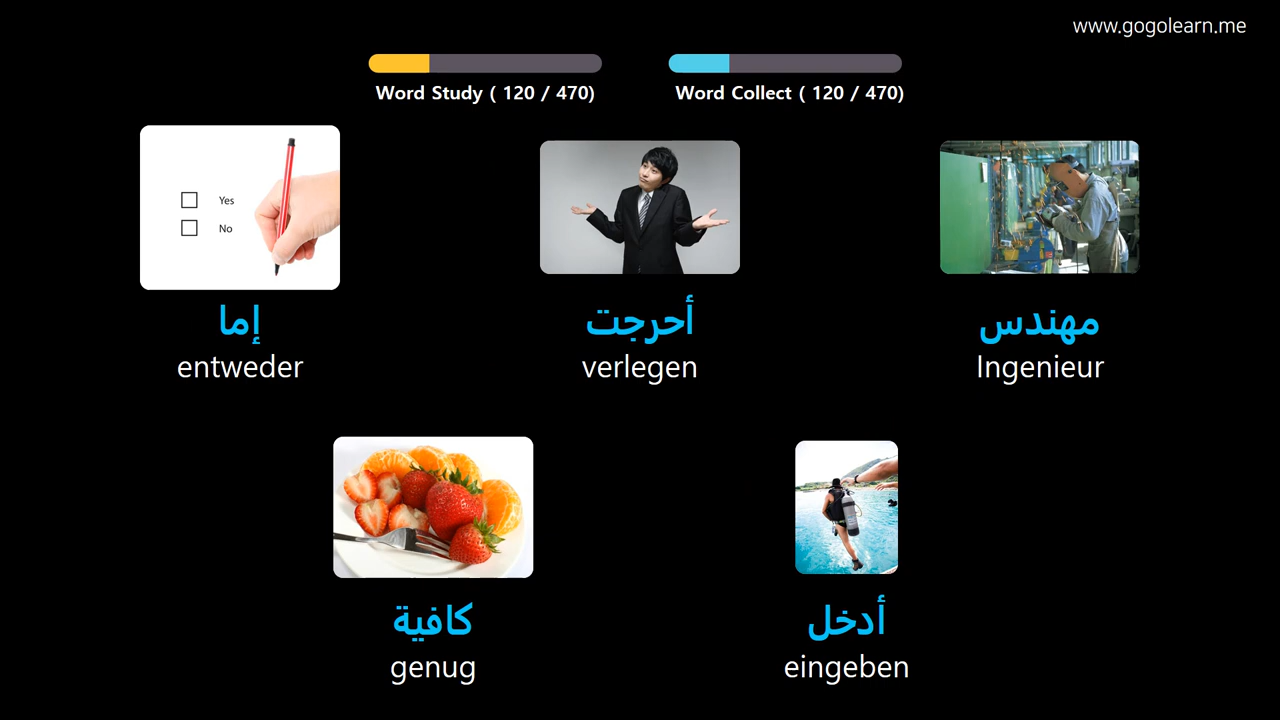 www.gogolearn.me
Word Study ( 120 / 470)
Word Collect ( 120 / 470)
Yes
No
إما
entweder
أحرجت
verlegen
مهندس
Ingenieur
كافية
genug
أدخل
eingeben